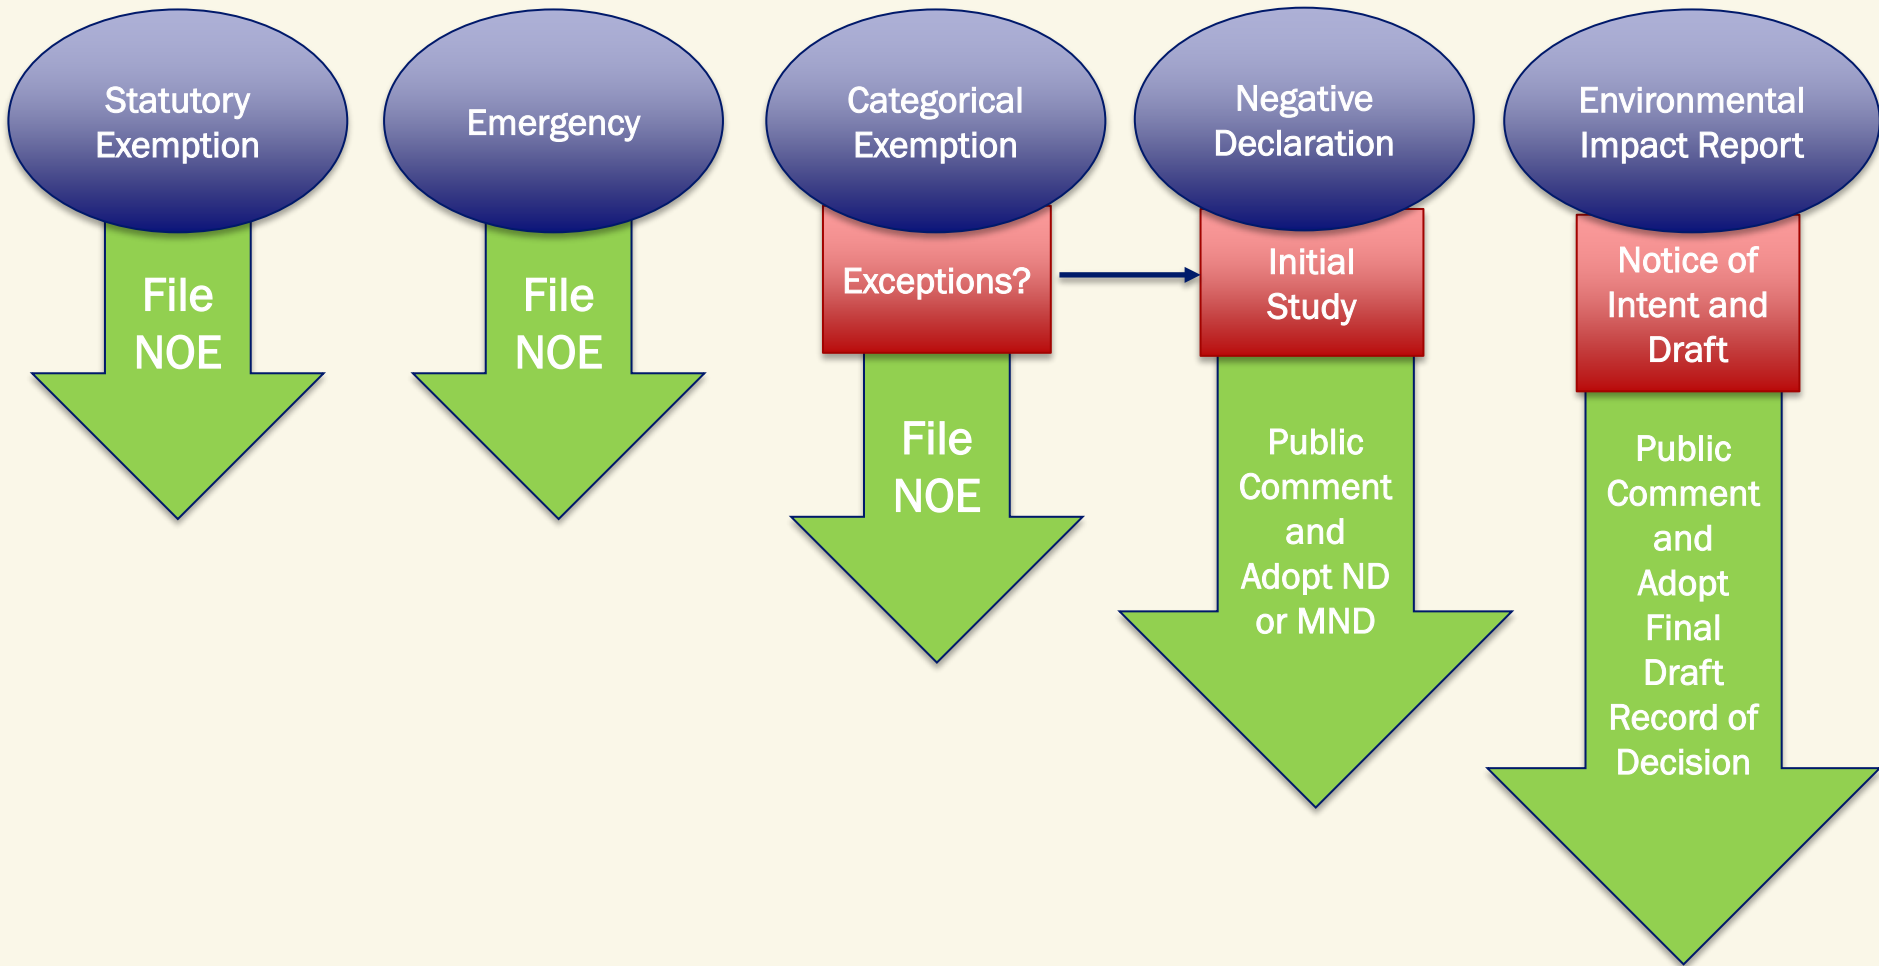 Statutory
Exemption
File
NOE
Emergency
File
NOE
Categorical
Exemption
Exceptions?
File
NOE
Negative
Declaration
Initial
Study
Public
Comment
and
Adopt ND
or MND
Environmental
Impact Report
Notice of
Intent and
Draft
Public
Comment
and
Adopt
Final
Draft
Record of
Decision